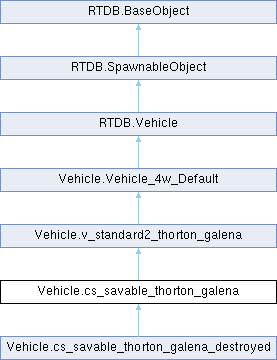 RTDB.BaseObject
RTDB.SpawnableObject
RTDB.Vehicle
Vehicle.Vehicle_4w_Default
Vehicle.v_standard2_thorton_galena
Vehicle.cs_savable_thorton_galena
Vehicle.cs_savable_thorton_galena_destroyed